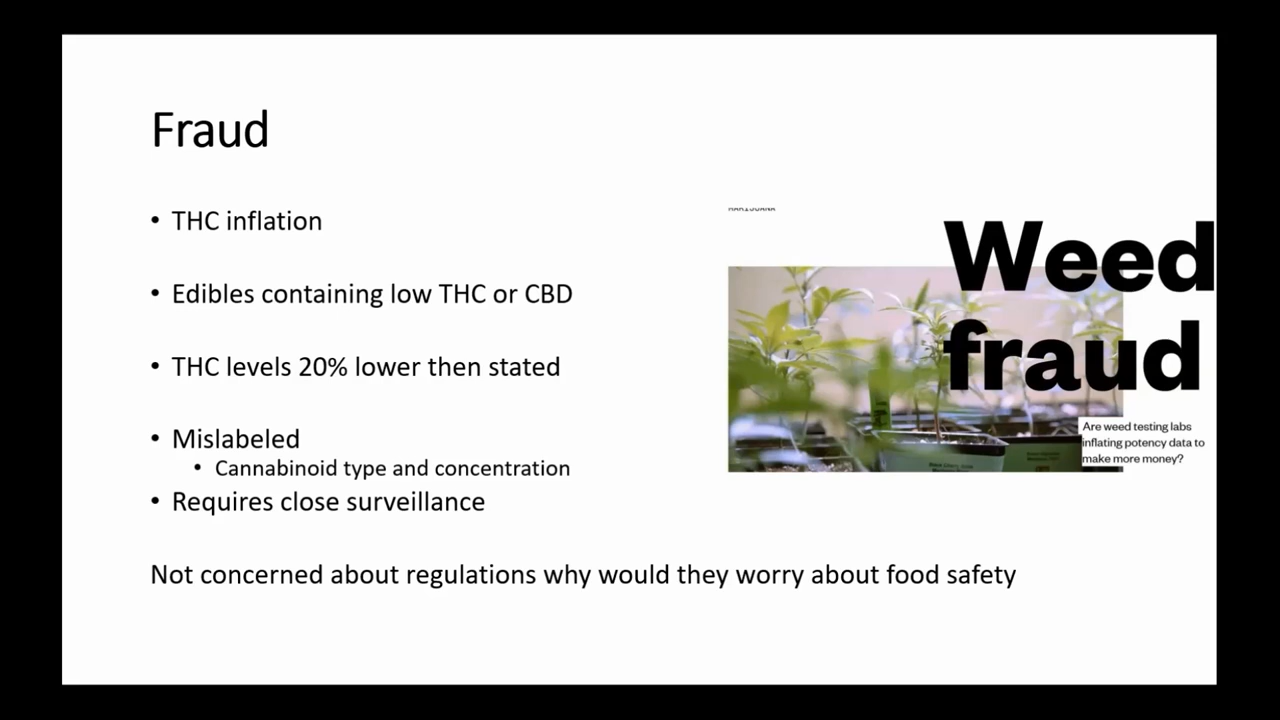 Fraud
• THC inflation
• Edibles containing low THC or CBD
• THC levels 20% lower then stated
• Mislabeled
• Cannabinoid type and concentration
• Requires close surveillance
Not concerned about regulations why would they worry about food safety
MARIJUANA
Weed
fraud
Are weed testing labs
inflating potency data to
make more money?